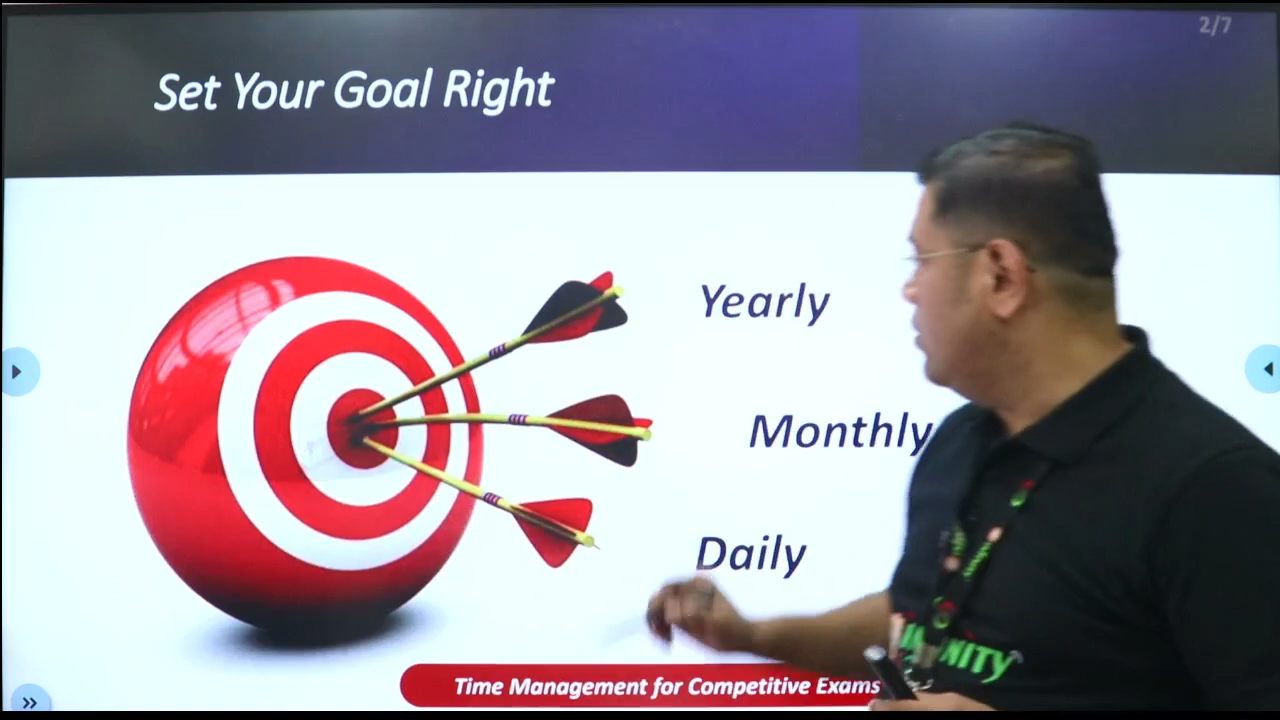 2/7
Set Your Goal Right
Yearly
Monthly
Daily
Time Management for Competitive Exams